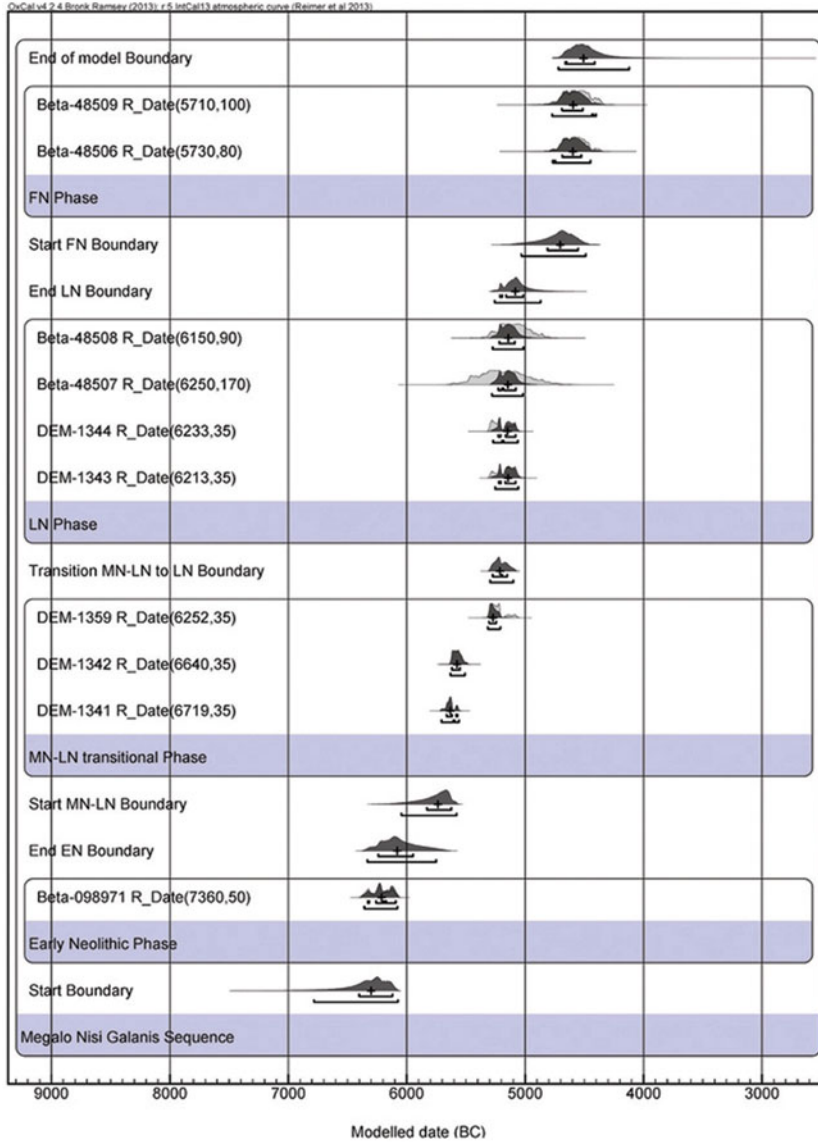 OxCal v4.2.4 Bronk Ramsey (2013); r:5 IntCal13 atmospheric curve (Reimer et al 2013)
End of model Boundary
Beta-48509 R_Date(5710,100)
Beta-48506 R_Date(5730,80)
FN Phase
Start FN Boundary
End LN Boundary
Beta-48508 R_Date(6150,90)
Beta-48507 R_Date(6250,170)
DEM-1344 R_Date(6233,35)
DEM-1343 R_Date(6213,35)
LN Phase
Transition MN-LN to LN Boundary
DEM-1359 R_Date(6252,35)
DEM-1342 R_Date(6640,35)
DEM-1341 R_Date(6719,35)
MN-LN transitional Phase
Start MN-LN Boundary
End EN Boundary
Beta-098971 R_Date(7360,50)
Early Neolithic Phase
Start Boundary
Megalo Nisi Galanis Sequence
9000 8000 7000 6000 5000 4000 3000
Modelled date (BC)